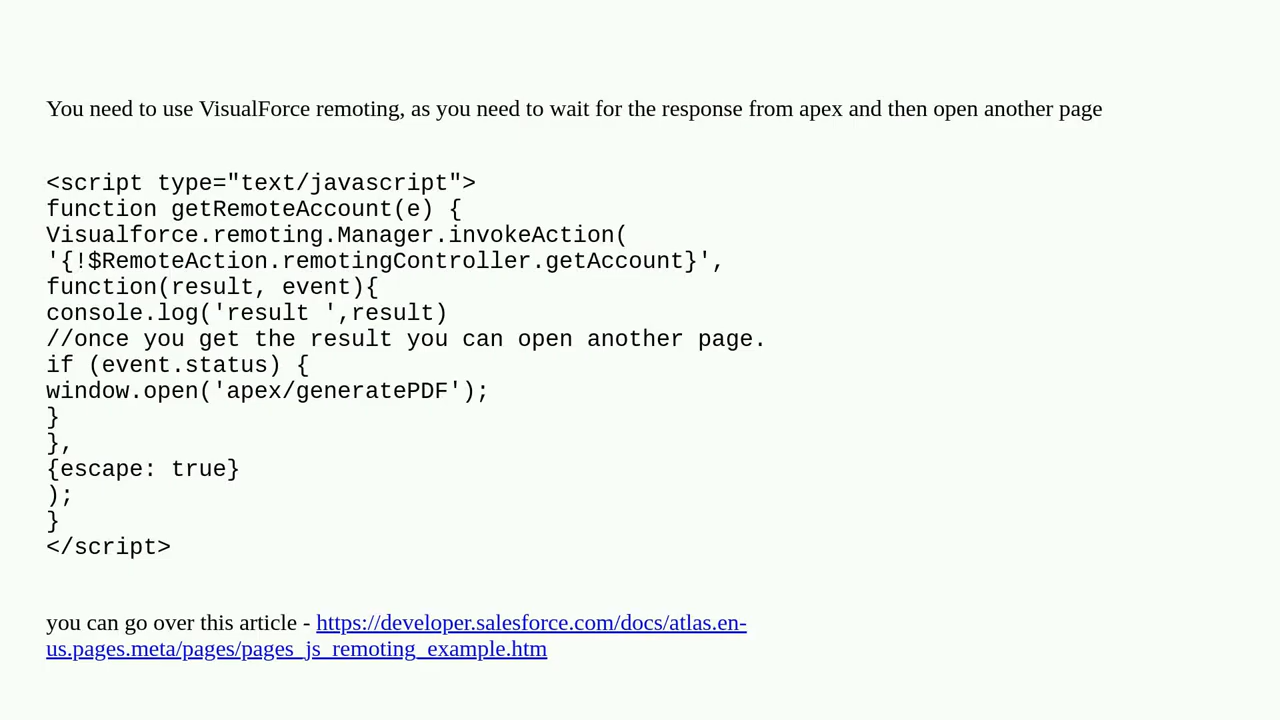 You need to use VisualForce remoting, as you need to wait for the response from apex and then open another page
<script type="text/javascript">
function getRemoteAccount(e) {
Visualforce.remoting.Manager.invokeAction(
'{!$RemoteAction.remotingController.getAccount}',
function(result, event){
console.log('result ',result)
//once you get the result you can open another page.
if (event.status) {
window.open('apex/generatePDF');
}
},
{escape: true}
);
}
</script>
you can go over this article - https://developer.salesforce.com/docs/atlas.en-
us.pages.meta/pages/pages_js_remoting_example.htm